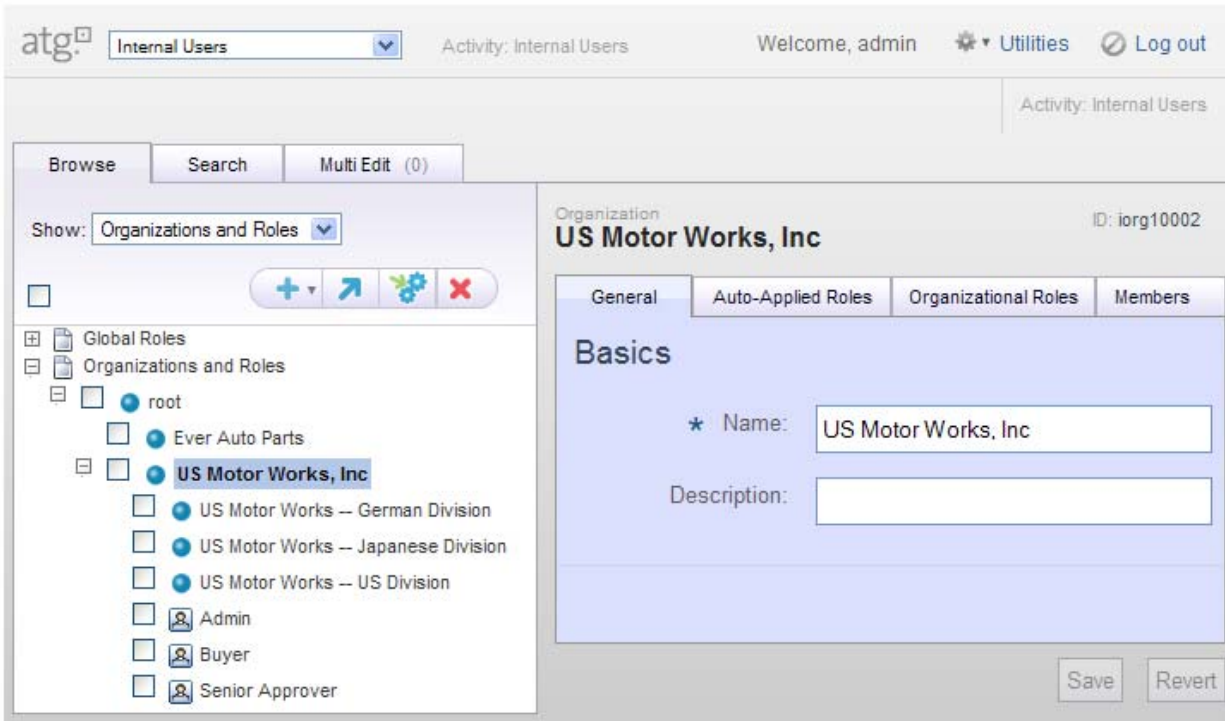 atg. Internal Users Activity: Internal Users Welcome, admin Utilities Log out
Activity: Internal Users
Browse Search Multi Edit (0)
Show: Organizations and Roles
Global Roles
Organizations and Roles
root
Ever Auto Parts
US Motor Works, Inc
US Motor Works -- German Division
US Motor Works -- Japanese Division
US Motor Works -- US Division
Admin
Buyer
Senior Approver
Organization
US Motor Works, Inc
ID: iorg10002
General Auto-Applied Roles Organizational Roles Members
Basics
* Name: US Motor Works, Inc
Description:
Save Revert